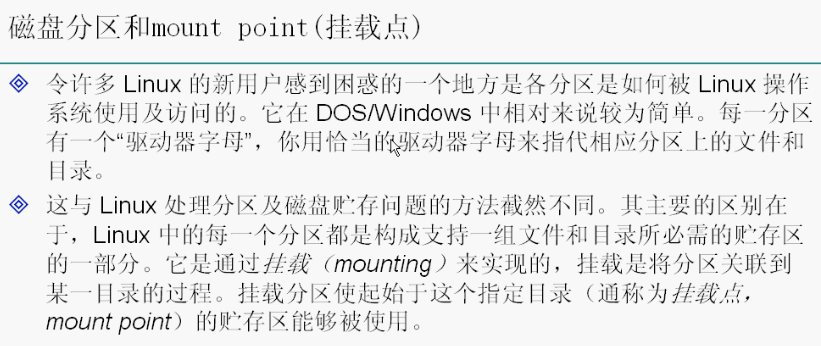 磁盘分区和mount point(挂载点)
令许多 Linux 的新用户感到困惑的一个地方是各分区是如何被 Linux 操作
系统使用及访问的。它在 DOS/Windows 中相对来说较为简单。每一分区
有一个“驱动器字母”，你用恰当的驱动器字母来指代相应分区上的文件和
目录。
这与 Linux 处理分区及磁盘贮存问题的方法截然不同。其主要的区别在
于，Linux 中的每一个分区都是构成支持一组文件和目录所必需的贮存区
的一部分。它是通过挂载（mounting）来实现的，挂载是将分区关联到
某一目录的过程。挂载分区使起始于这个指定目录（通称为挂载点，
mount point）的贮存区能够被使用。